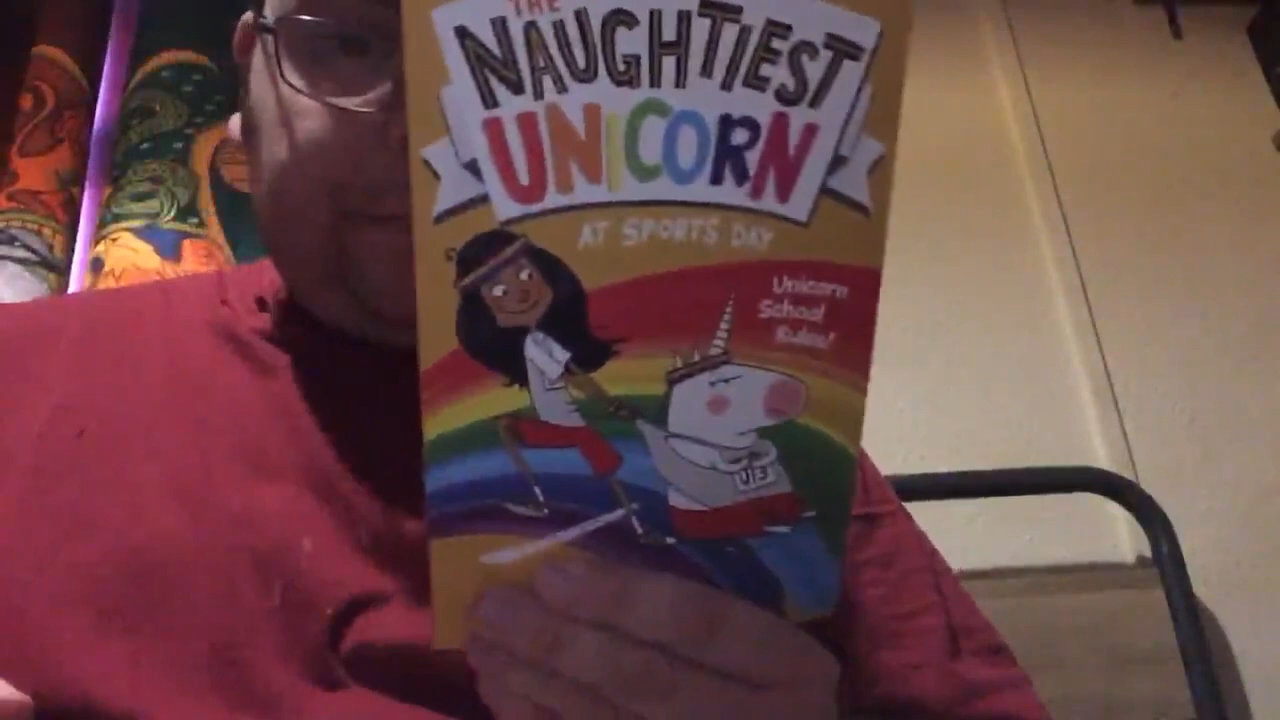 THE
NAUGHTIEST
UNICORN
AT SPORTS DAY
Unicorn
School
Rules!
U13